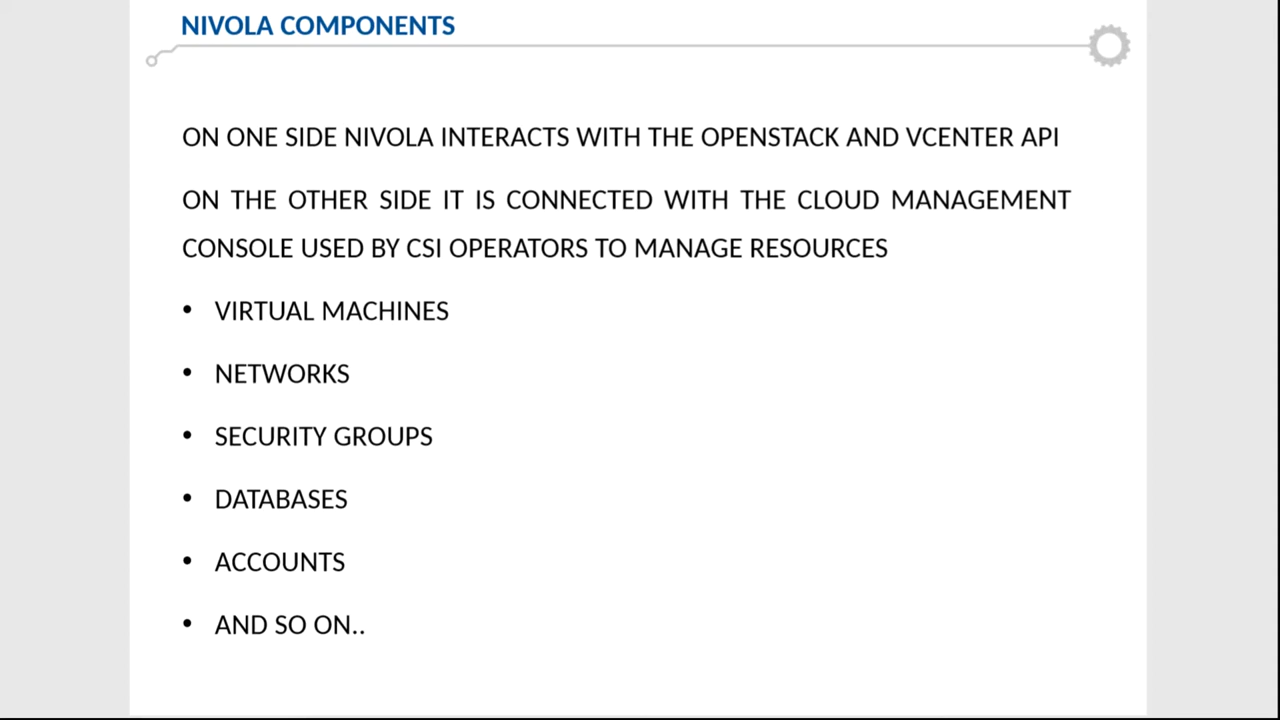 NIVOLA COMPONENTS
ON ONE SIDE NIVOLA INTERACTS WITH THE OPENSTACK AND VCENTER API
ON THE OTHER SIDE IT IS CONNECTED WITH THE CLOUD MANAGEMENT
CONSOLE USED BY CSI OPERATORS TO MANAGE RESOURCES
• VIRTUAL MACHINES
• NETWORKS
• SECURITY GROUPS
• DATABASES
• ACCOUNTS
• AND SO ON..